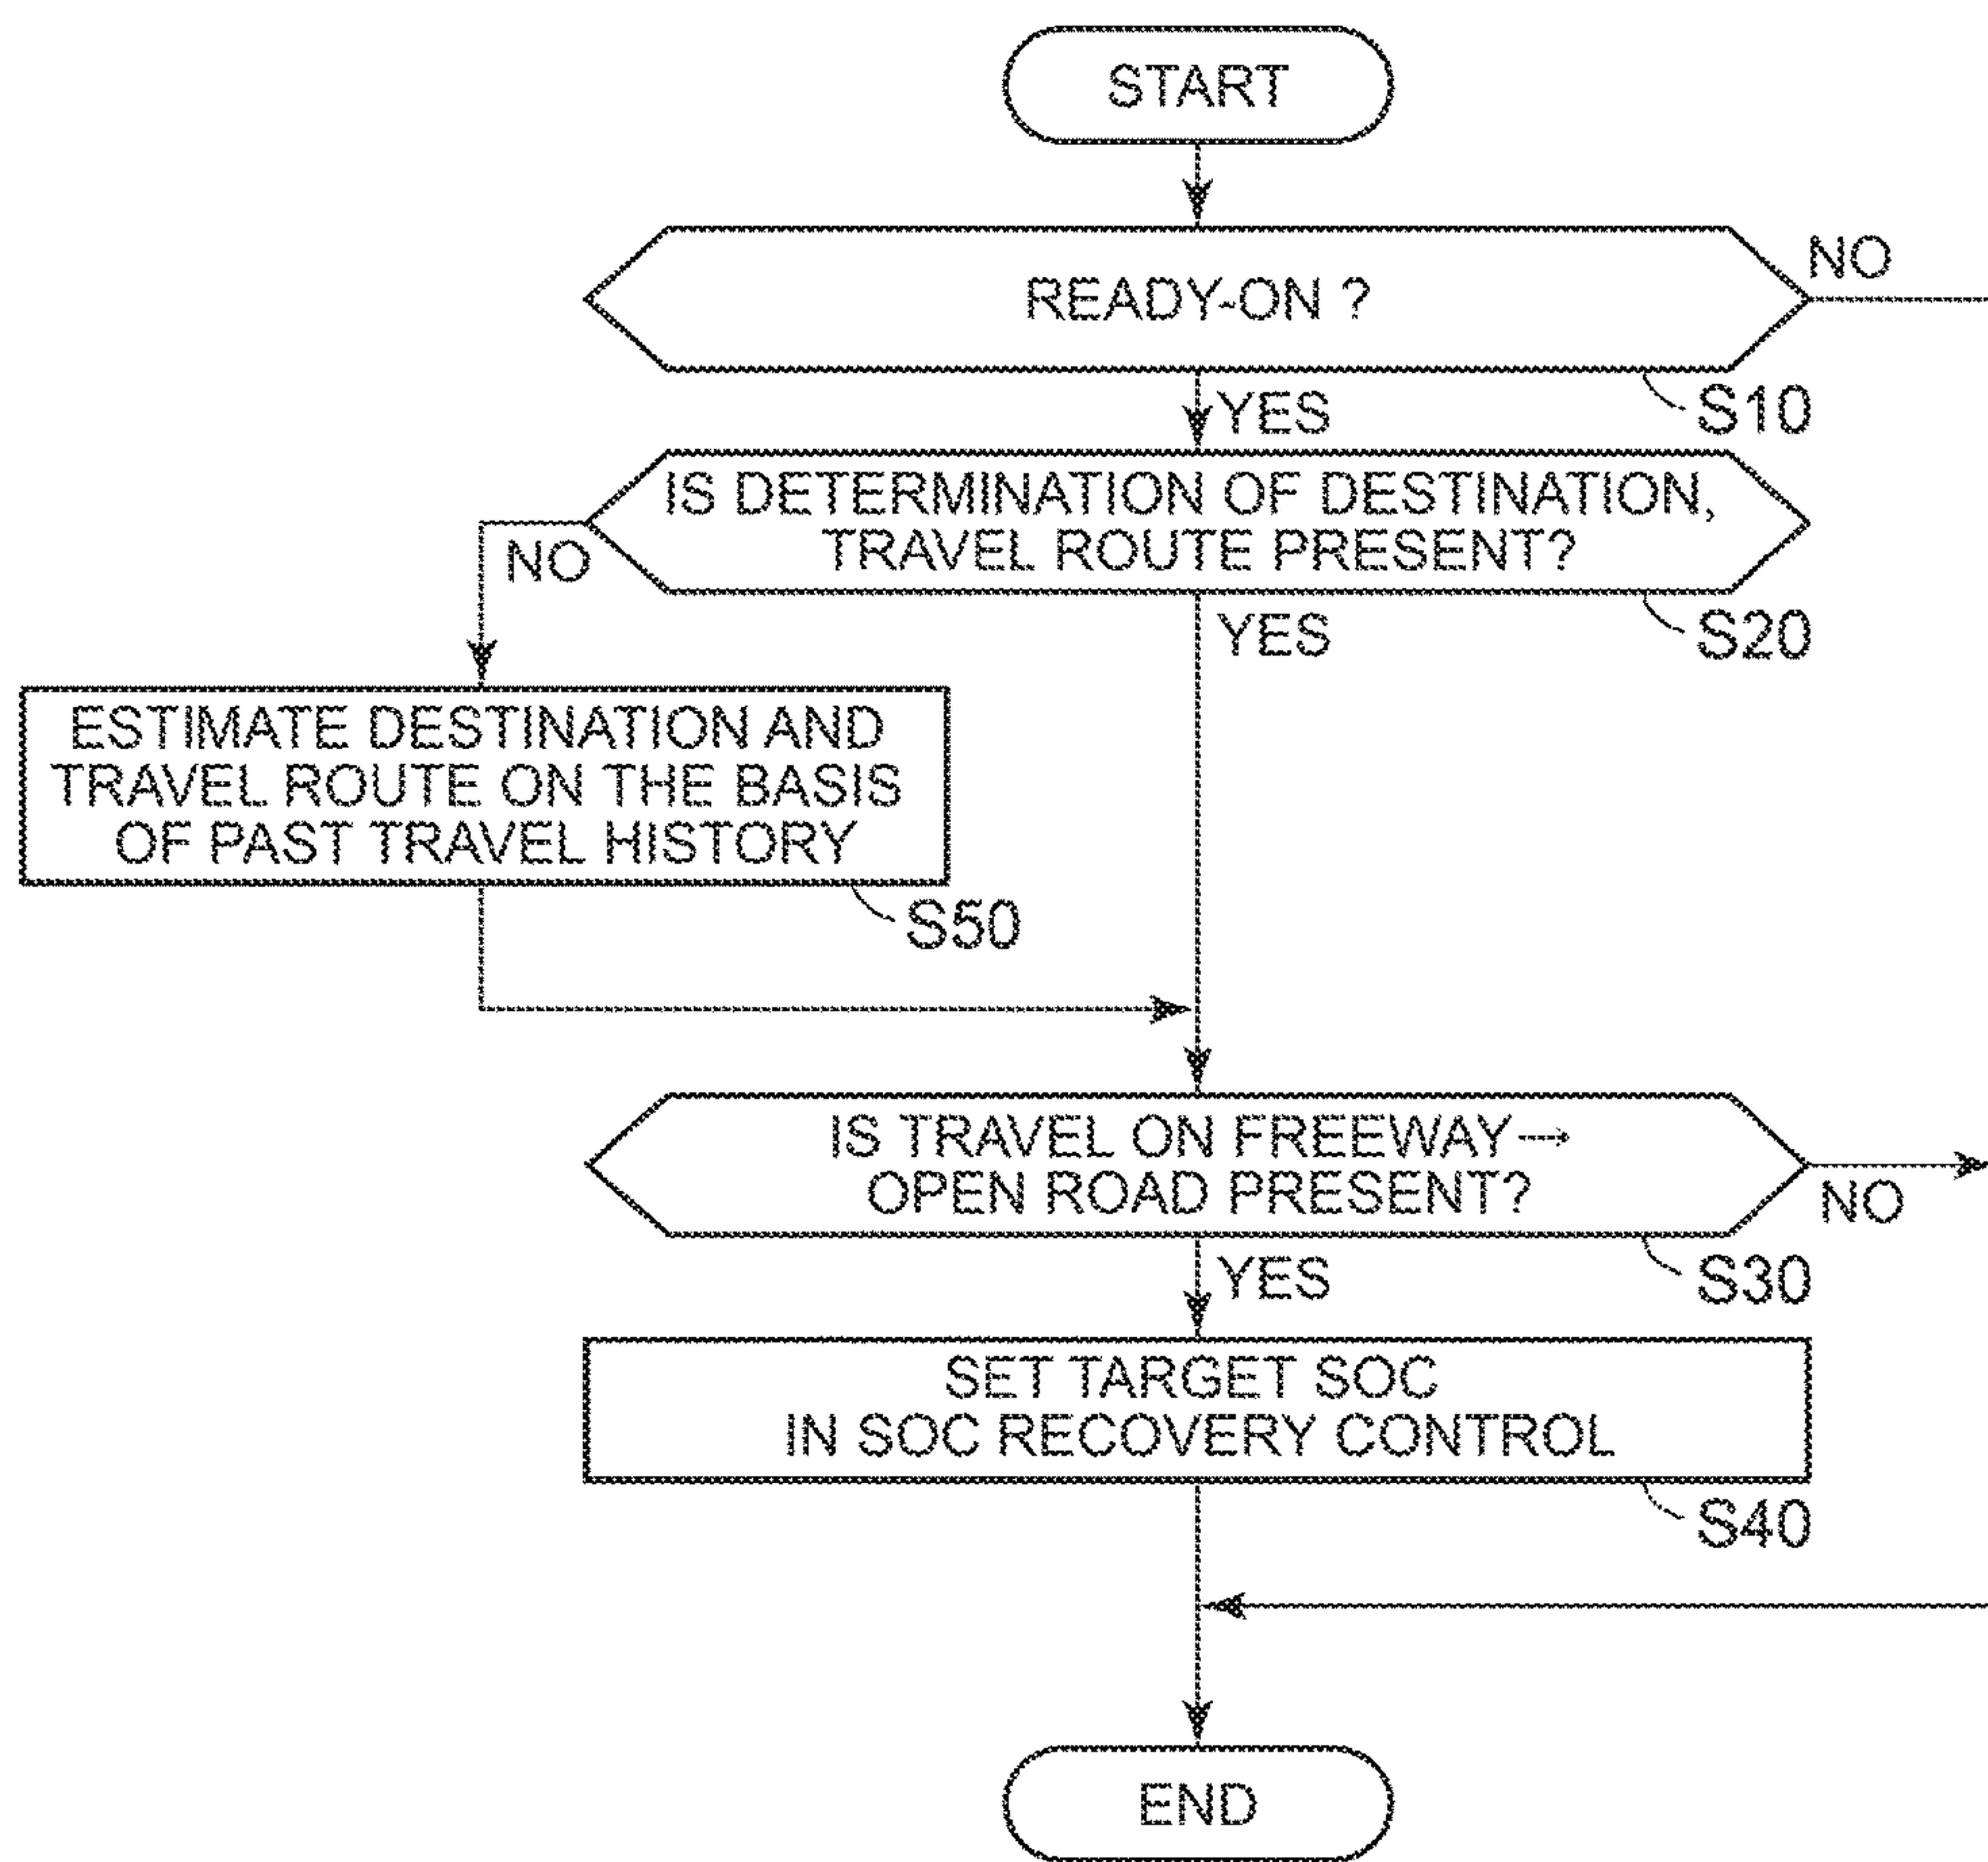 START
READY-ON ?
NO
S10
YES
IS DETERMINATION OF DESTINATION,
TRAVEL ROUTE PRESENT?
NO
YES
S20
ESTIMATE DESTINATION AND
TRAVEL ROUTE ON THE BASIS
OF PAST TRAVEL HISTORY
S50
IS TRAVEL ON FREEWAY→
OPEN ROAD PRESENT?
NO
YES
S30
SET TARGET SOC
IN SOC RECOVERY CONTROL
S40
END